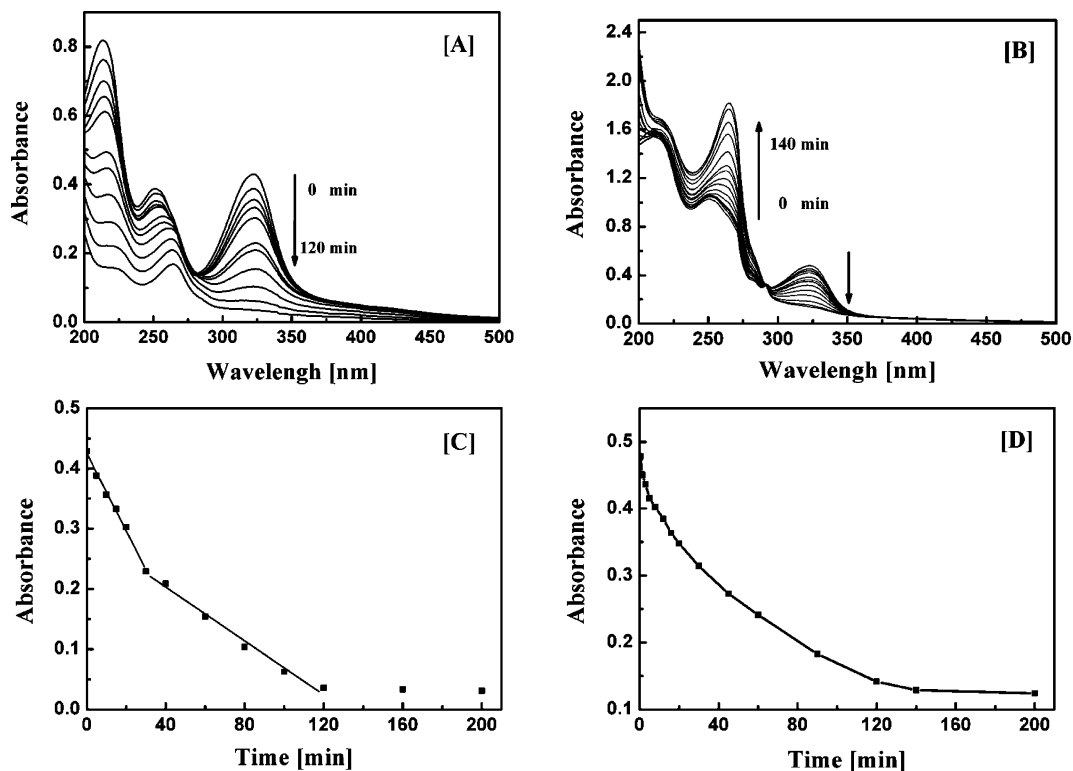 [A]
0.8
0.6
0.4
0.2
0.0
Absorbance
0 min
120 min
200 250 300 350 400 450 500
Wavelengh [nm]
[B]
2.4
2.0
1.6
1.2
0.8
0.4
0.0
Absorbance
140 min
0 min
200 250 300 350 400 450 500
Wavelengh [nm]
[C]
0.5
0.4
0.3
0.2
0.1
0.0
Absorbance
0 40 80 120 160 200
Time [min]
[D]
0.5
0.4
0.3
0.2
0.1
Absorbance
0 40 80 120 160 200
Time [min]